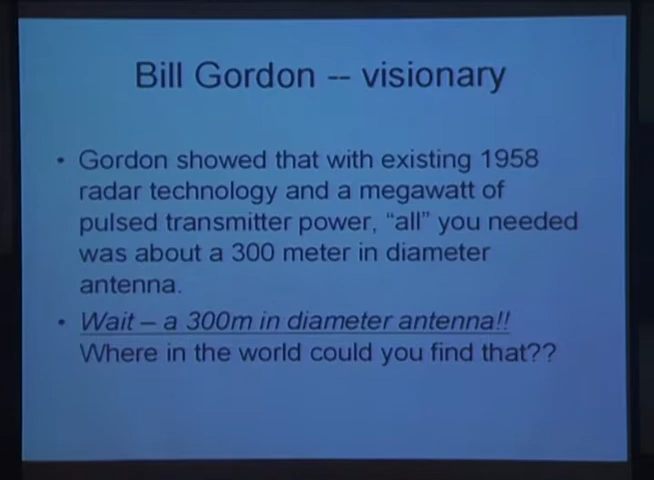 Bill Gordon -- visionary
• Gordon showed that with existing 1958
radar technology and a megawatt of
pulsed transmitter power, “all” you needed
was about a 300 meter in diameter
antenna.
• Wait – a 300m in diameter antenna!!
Where in the world could you find that??